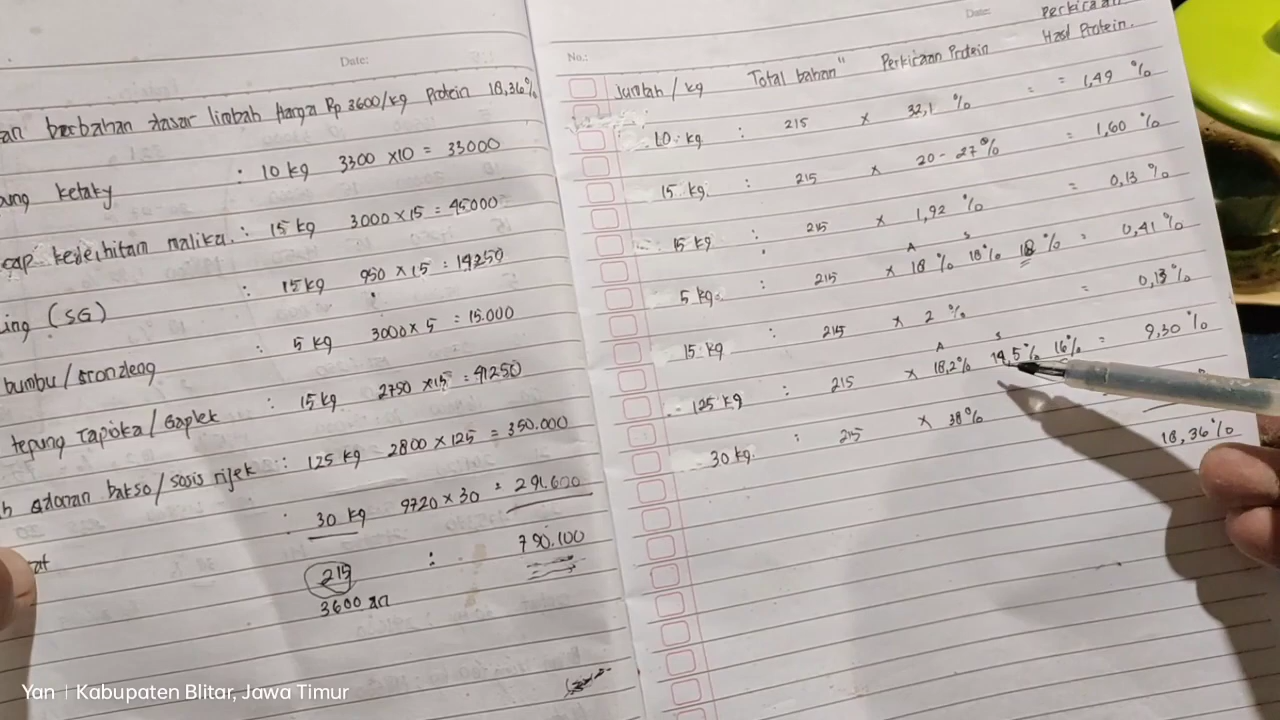 Date:
an berbahan dasar limbah Harga Rp 3600/kg protein 18,36%
ung ketaky : 10 kg 3300 x10 = 33000
cap kedelhitam malika. : 15 kg 3000 x 15 = 45000
ing (SG) : 15 kg 950 x 15 = 14250
bumbu/ : 5 kg 3000 x 5 = 15.000
tepung Tapioka/ Gaplek : 15 kg 2750 x 15 = 41250
h adonan bakso/ sosis rijek : 125 kg = 2800 x 125 = 350.000
at : 30 kg 9720 x 30 = 291.600
215 : 790.100
3600 an
No.:
Date:
Perkiraan
Jumlah / kg Total bahan" Perkiraan Protein Hasil Protein.
10 kg : 215 x 32,1 % = 1,49 %
15 kg : 215 x 20 - 27 % = 1,60 %
15 kg : 215 x 1,92 % = 0,13 %
A S
5 kg : 215 x 18 % 18 % 18 % = 0,41 %
15 kg : 215 x 2 % = 0,13 %
A S
125 kg : 215 x 18,2% 14,5% 16% = 9,30 %
30 kg. : 215 x 38 %
18,36 %
Yan | Kabupaten Blitar, Jawa Timur